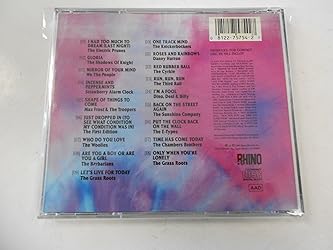 I HAD TOO MUCH TO
DREAM (LAST NIGHT)
The Electric Prunes
GLORIA
The Shadows Of Knight
MIRROR OF YOUR MIND
We The People
INCENSE AND
PEPPERMINTS
Strawberry Alarm Clock
SHAPE OF THINGS TO
COME
Max Frost & The Troopers
JUST DROPPED IN (TO
SEE WHAT CONDITION
MY CONDITION WAS IN)
The First Edition
WHO DO YOU LOVE
The Woolies
ARE YOU A BOY OR ARE
YOU A GIRL
The Barbarians
LET'S LIVE FOR TODAY
The Grass Roots
ONE TRACK MIND
The Knickerbockers
ROSES AND RAINBOWS
Danny Hutton
RED RUBBER BALL
The Cyrkle
RUN, RUN, RUN
The Third Rail
I'M A FOOL
Dino, Desi & Billy
BACK ON THE STREET
AGAIN
The Sunshine Company
PUT THE CLOCK BACK
ON THE WALL
The E-Types
TIME HAS COME TODAY
The Chambers Brothers
ONLY WHEN YOU'RE
LONELY
The Grass Roots
0 8122-75754-2
RHINO
AAD